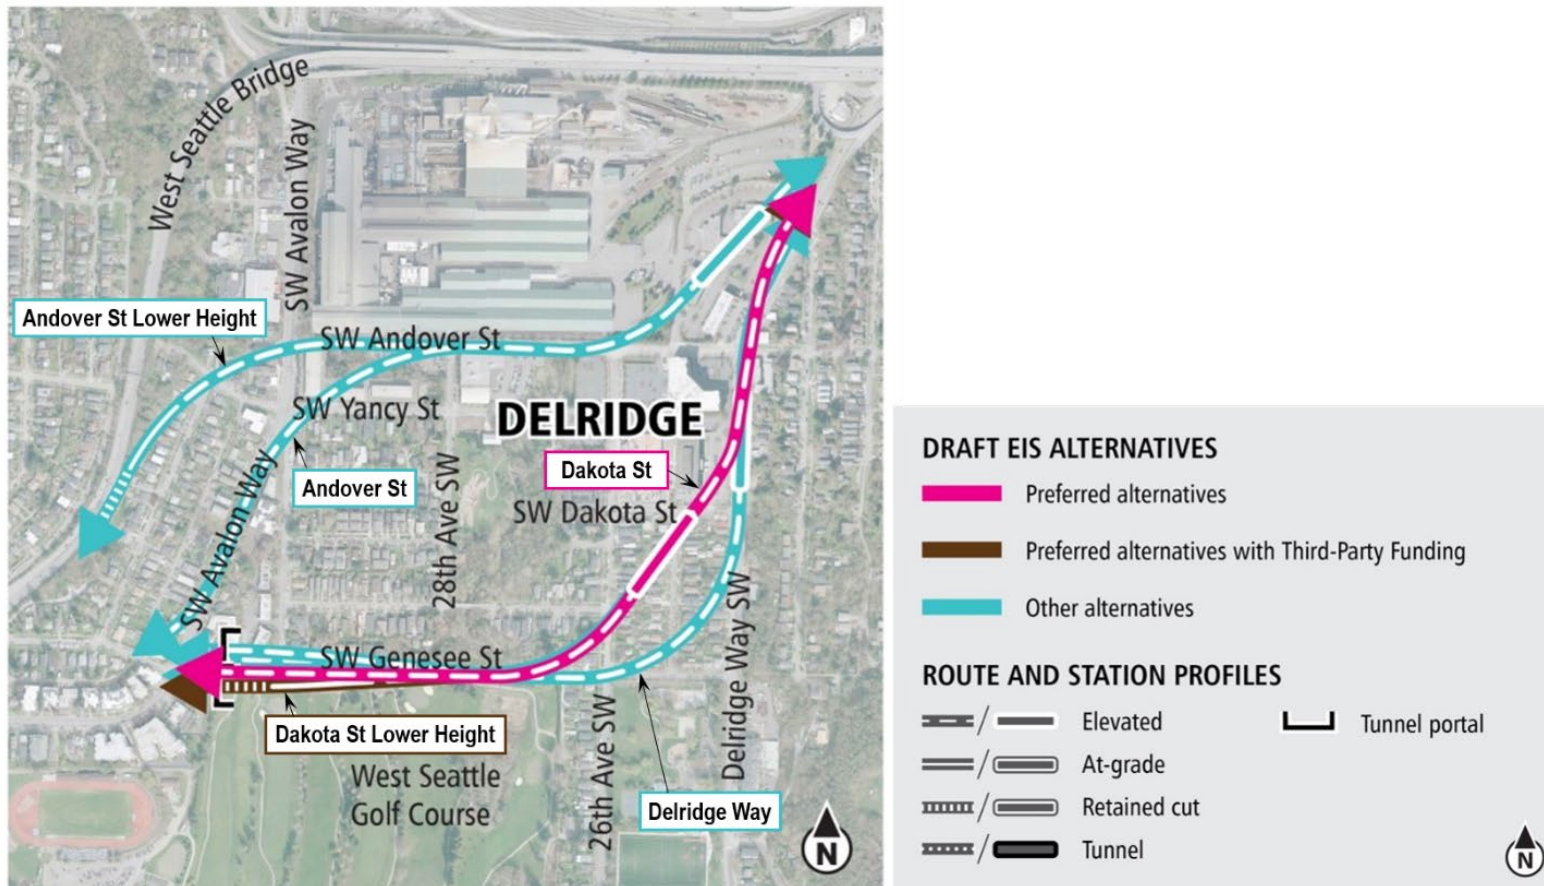 West Seattle Bridge
SW Avalon Way
Andover St Lower Height
SW Andover St
SW Yancy St
DELRIDGE
Dakota St
Andover St
SW Avalon Way
28th Ave SW
SW Dakota St
SW Genesee St
Delridge Way SW
Dakota St Lower Height
West Seattle
Golf Course
26th Ave SW
Delridge Way
N
DRAFT EIS ALTERNATIVES
Preferred alternatives
Preferred alternatives with Third-Party Funding
Other alternatives
ROUTE AND STATION PROFILES
Elevated
Tunnel portal
At-grade
Retained cut
Tunnel
N